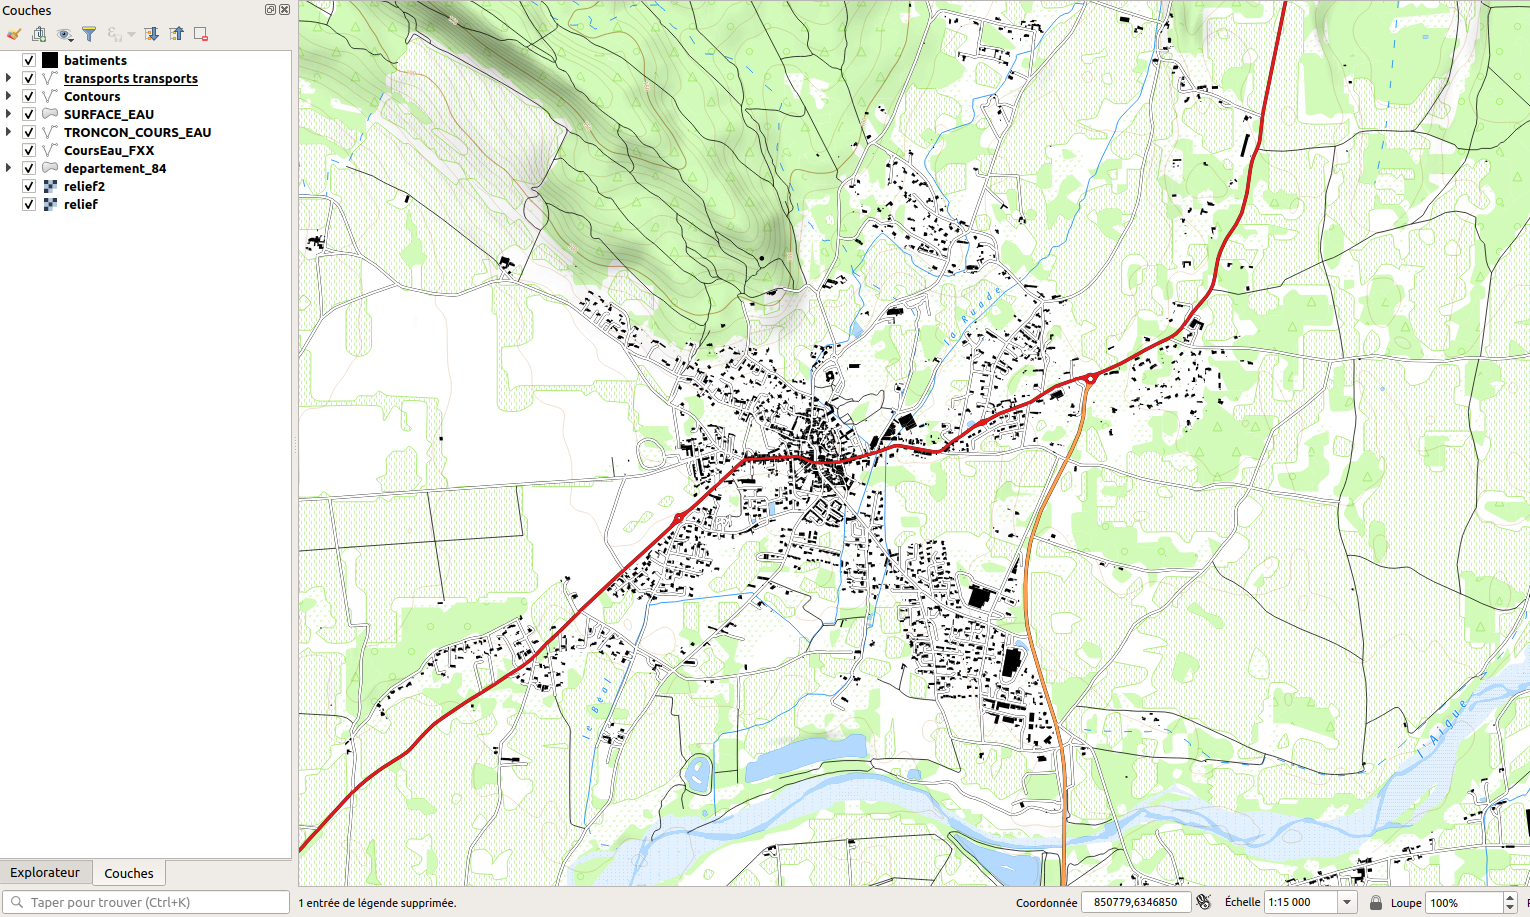 Couches
batiments
transports transports
Contours
SURFACE_EAU
TRONCON_COURS_EAU
CoursEau_FXX
departement_84
relief2
relief
la Ruade
le Béal
l'Aigue
Explorateur
Couches
Taper pour trouver (Ctrl+K)
1 entrée de légende supprimée.
Coordonnée 850779,6346850
Échelle 1:15 000
Loupe 100%